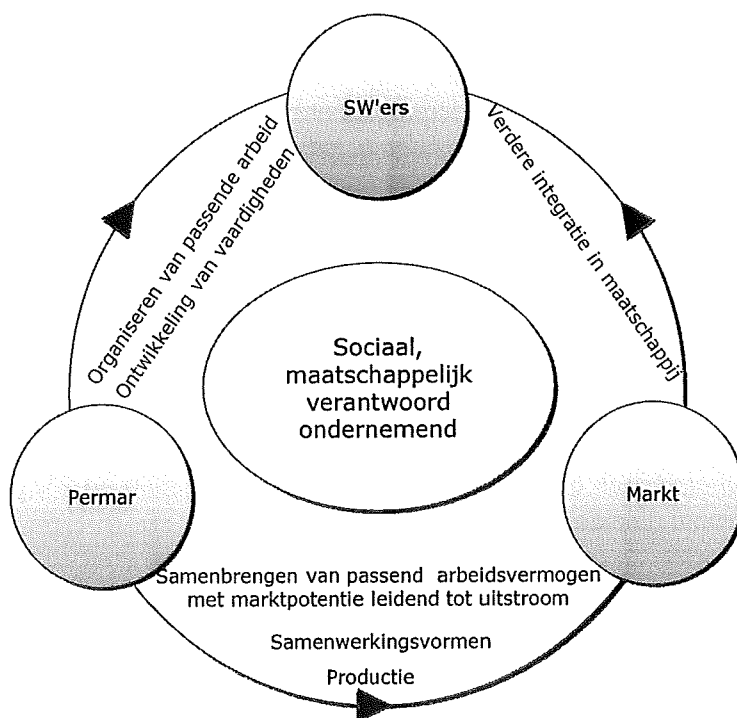 SW'ers
Organiseren van passende arbeid
Ontwikkeling van vaardigheden
Verdere integratie in maatschappij
Sociaal,
maatschappelijk
verantwoord
ondernemend
Permar
Markt
Samenbrengen van passend arbeidsvermogen
met marktpotentie leidend tot uitstroom
Samenwerkingsvormen
Productie